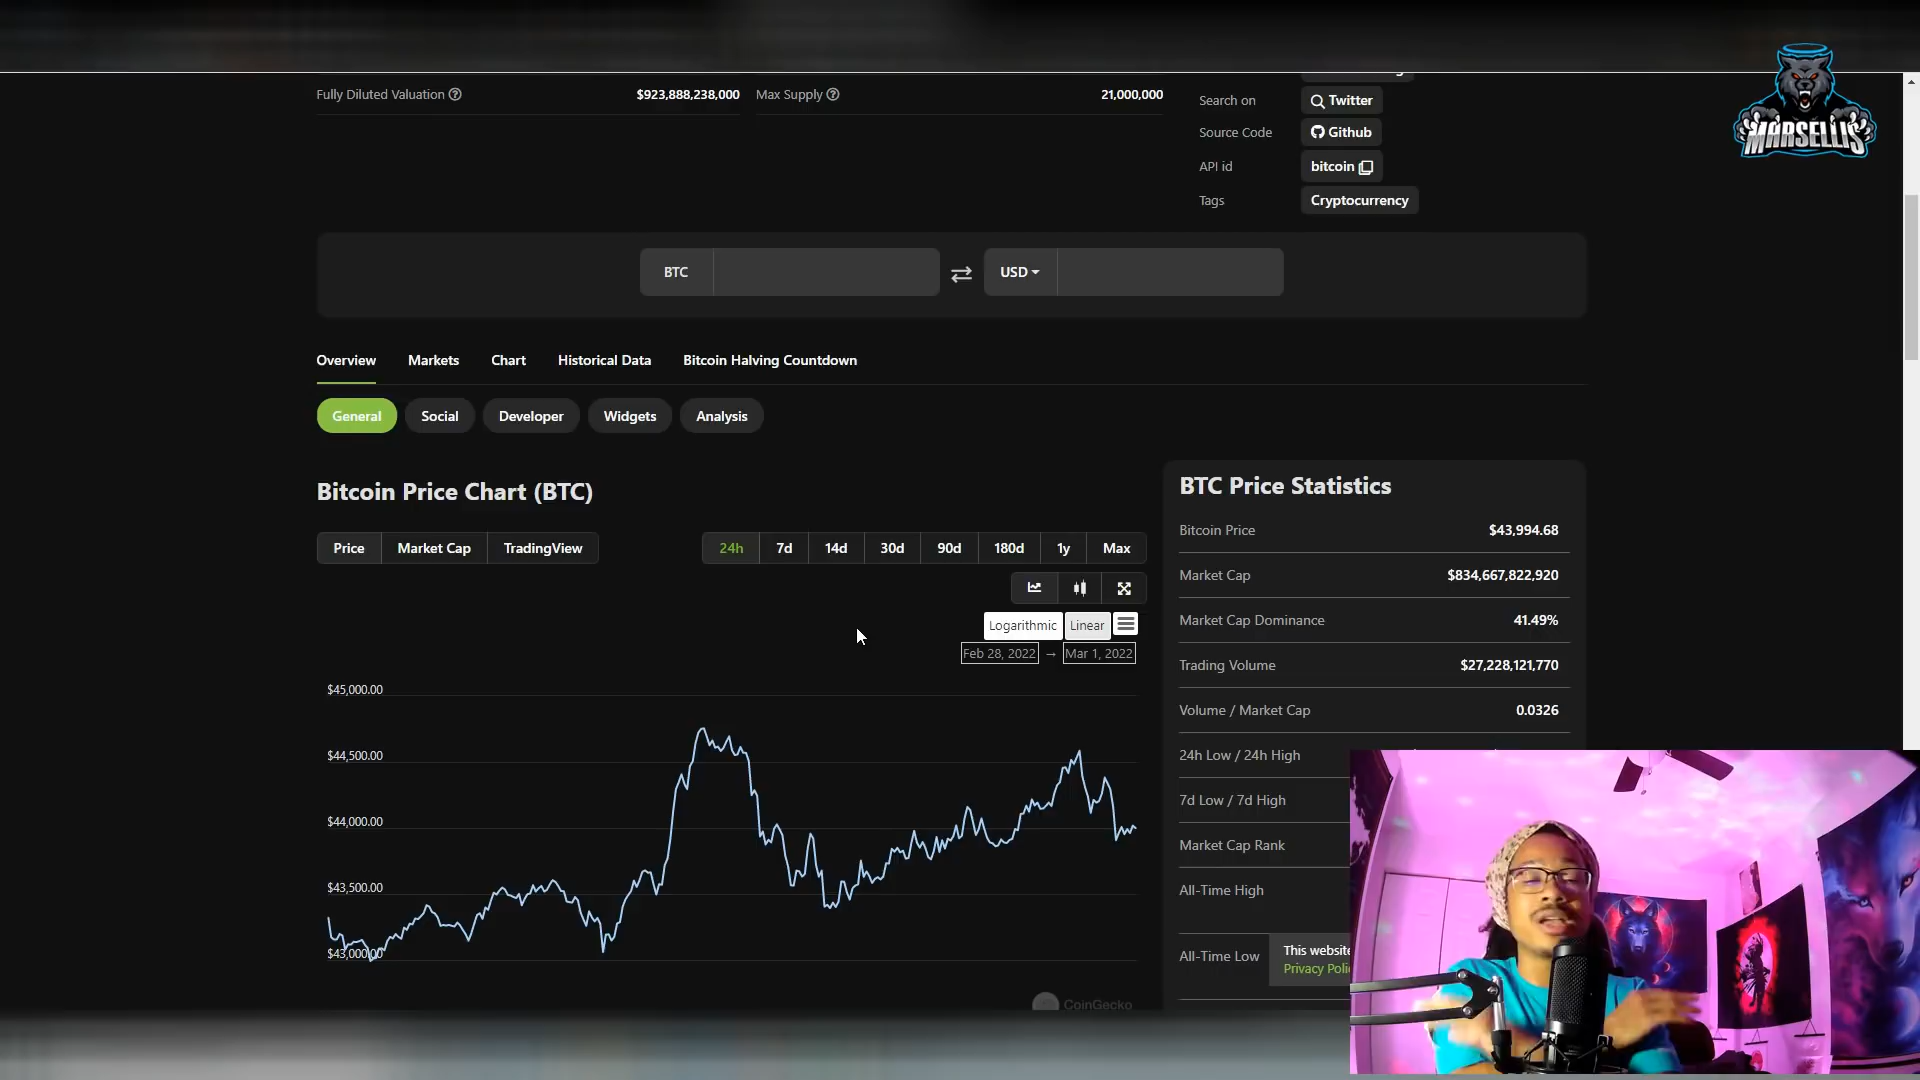 Fully Diluted Valuation $923,888,238,000 Max Supply 21,000,000
Search on Twitter
Source Code Github
API id bitcoin
Tags Cryptocurrency
MARSELLIS
BTC USD
Overview Markets Chart Historical Data Bitcoin Halving Countdown
General Social Developer Widgets Analysis
Bitcoin Price Chart (BTC)
Price Market Cap TradingView 24h 7d 14d 30d 90d 180d 1y Max
Logarithmic Linear
Feb 28, 2022 → Mar 1, 2022
$45,000.00
$44,500.00
$44,000.00
$43,500.00
$43,000.00
CoinGecko
BTC Price Statistics
Bitcoin Price $43,994.68
Market Cap $834,667,822,920
Market Cap Dominance 41.49%
Trading Volume $27,228,121,770
Volume / Market Cap 0.0326
24h Low / 24h High
7d Low / 7d High
Market Cap Rank
All-Time High
All-Time Low
This website
Privacy